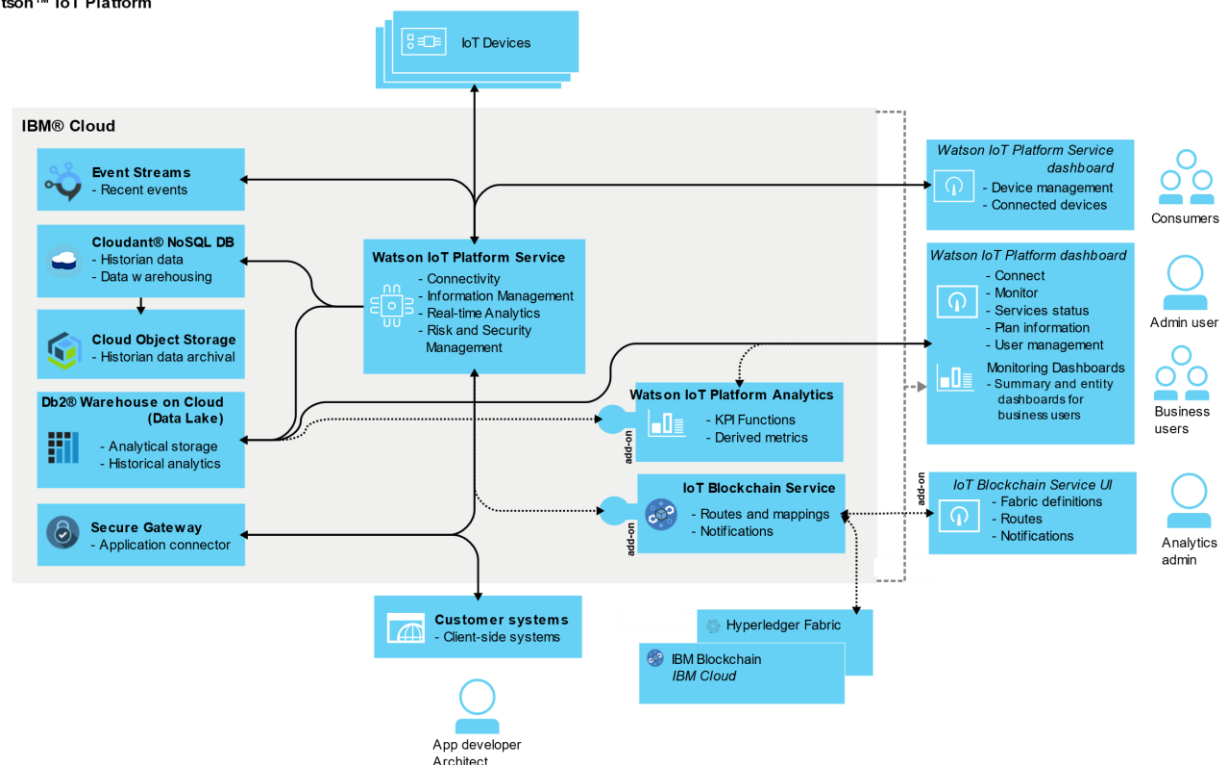 tson™ IoT Platform
IoT Devices
IBM® Cloud
Event Streams
- Recent events
Cloudant® NoSQL DB
- Historian data
- Data warehousing
Cloud Object Storage
- Historian data archival
Db2® Warehouse on Cloud
(Data Lake)
- Analytical storage
- Historical analytics
Secure Gateway
- Application connector
Watson IoT Platform Service
- Connectivity
- Information Management
- Real-time Analytics
- Risk and Security
Management
Watson IoT Platform Analytics
- KPI Functions
- Derived metrics
add-on
IoT Blockchain Service
- Routes and mappings
- Notifications
add-on
Customer systems
- Client-side systems
Hyperledger Fabric
IBM Blockchain
IBM Cloud
App developer
Architect
Watson IoT Platform Service
dashboard
- Device management
- Connected devices
Consumers
Watson IoT Platform dashboard
- Connect
- Monitor
- Services status
- Plan information
- User management
Monitoring Dashboards
- Summary and entity
dashboards for
business users
Admin user
Business
users
add-on
IoT Blockchain Service UI
- Fabric definitions
- Routes
- Notifications
Analytics
admin